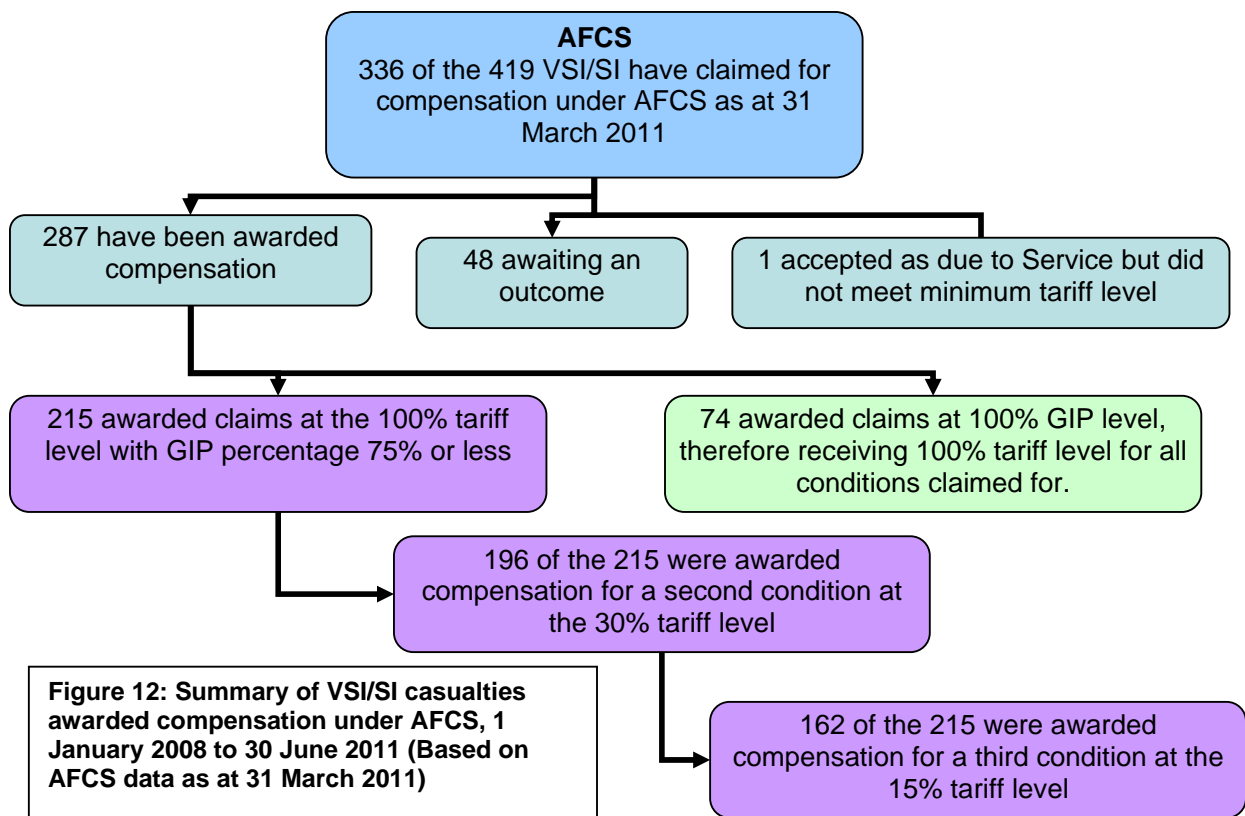 AFCS
336 of the 419 VSI/SI have claimed for
compensation under AFCS as at 31
March 2011
287 have been awarded
compensation
48 awaiting an
outcome
1 accepted as due to Service but did
not meet minimum tariff level
215 awarded claims at the 100% tariff
level with GIP percentage 75% or less
74 awarded claims at 100% GIP level,
therefore receiving 100% tariff level for all
conditions claimed for.
196 of the 215 were awarded
compensation for a second condition at
the 30% tariff level
Figure 12: Summary of VSI/SI casualties
awarded compensation under AFCS, 1
January 2008 to 30 June 2011 (Based on
AFCS data as at 31 March 2011)
162 of the 215 were awarded
compensation for a third condition at the
15% tariff level